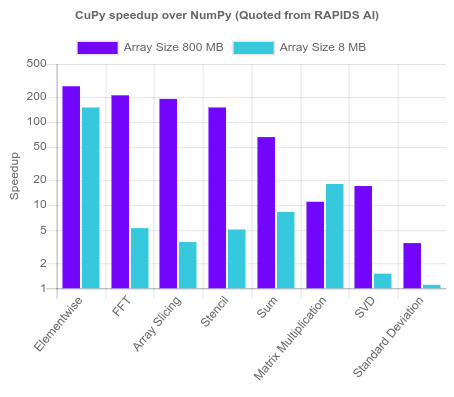 CuPy speedup over NumPy (Quoted from RAPIDS AI)
Array Size 800 MB
Array Size 8 MB
500
200
100
50
20
10
5
2
1
Speedup
Elementwise
FFT
Array Slicing
Stencil
Sum
Matrix Multiplication
SVD
Standard Deviation